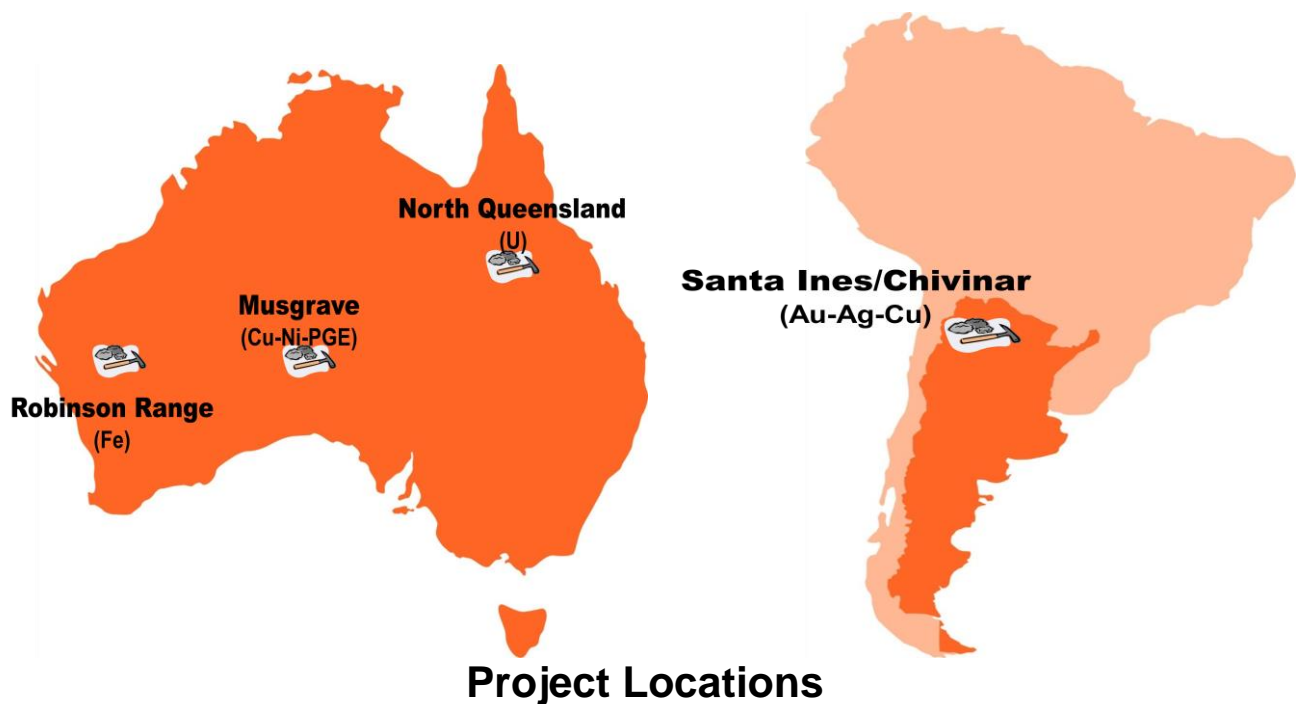 North Queensland
(U)
Musgrave
(Cu-Ni-PGE)
Robinson Range
(Fe)
Santa Ines/Chivinar
(Au-Ag-Cu)
Project Locations